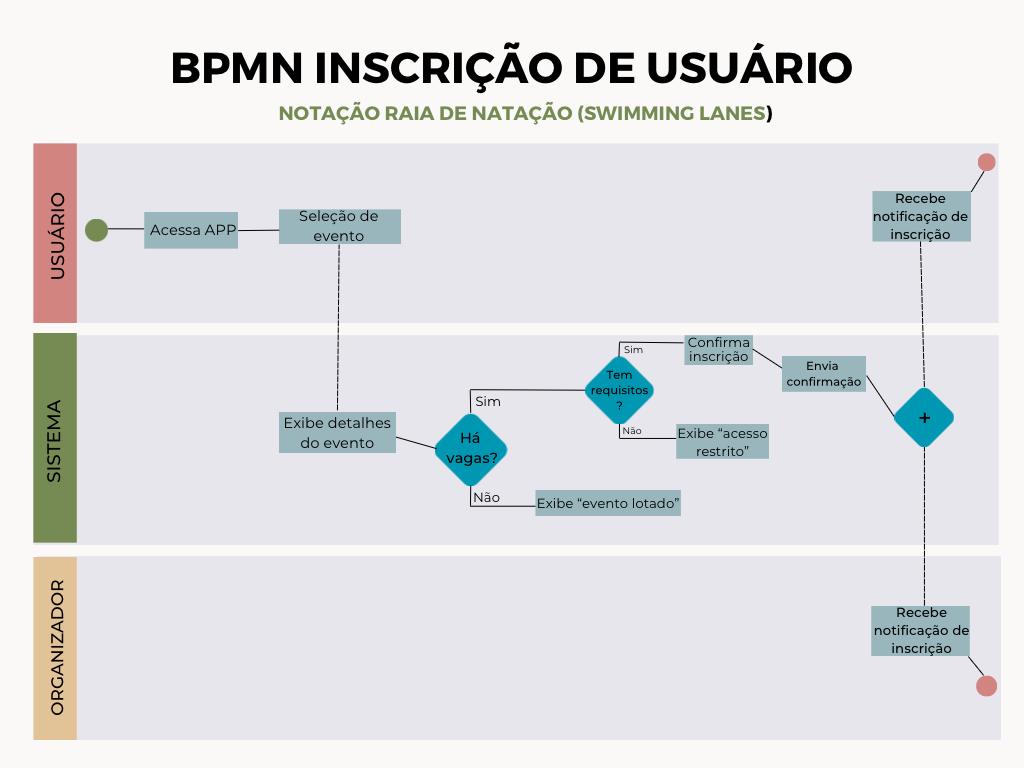 BPMN INSCRIÇÃO DE USUÁRIO
NOTAÇÃO RAIA DE NATAÇÃO (SWIMMING LANES)
USUÁRIO
Acessa APP
Seleção de
evento
Recebe
notificação de
inscrição
SISTEMA
Exibe detalhes
do evento
Há
vagas?
Sim
Não
Exibe “evento lotado”
Tem
requisitos
?
Sim
Não
Exibe “acesso
restrito”
Confirma
inscrição
Envia
confirmação
+
ORGANIZADOR
Recebe
notificação de
inscrição